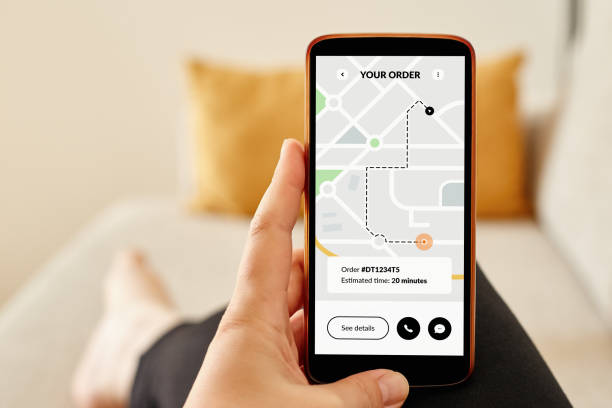 YOUR ORDER
Order #DT1234T5
Estimated time: 20 minutes
See details